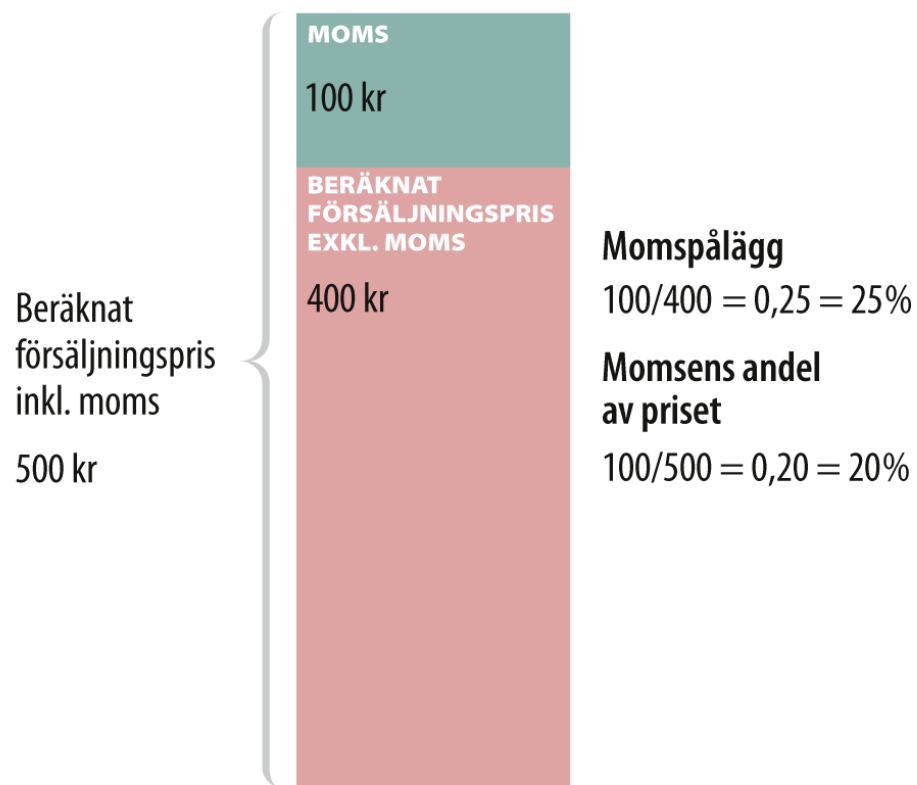 Beräknat
försäljningspris
inkl. moms
500 kr
MOMS
100 kr
BERÄKNAT
FÖRSÄLJNINGSPRIS
EXKL. MOMS
400 kr
Momspålägg
100/400 = 0,25 = 25%
Momsens andel
av priset
100/500 = 0,20 = 20%